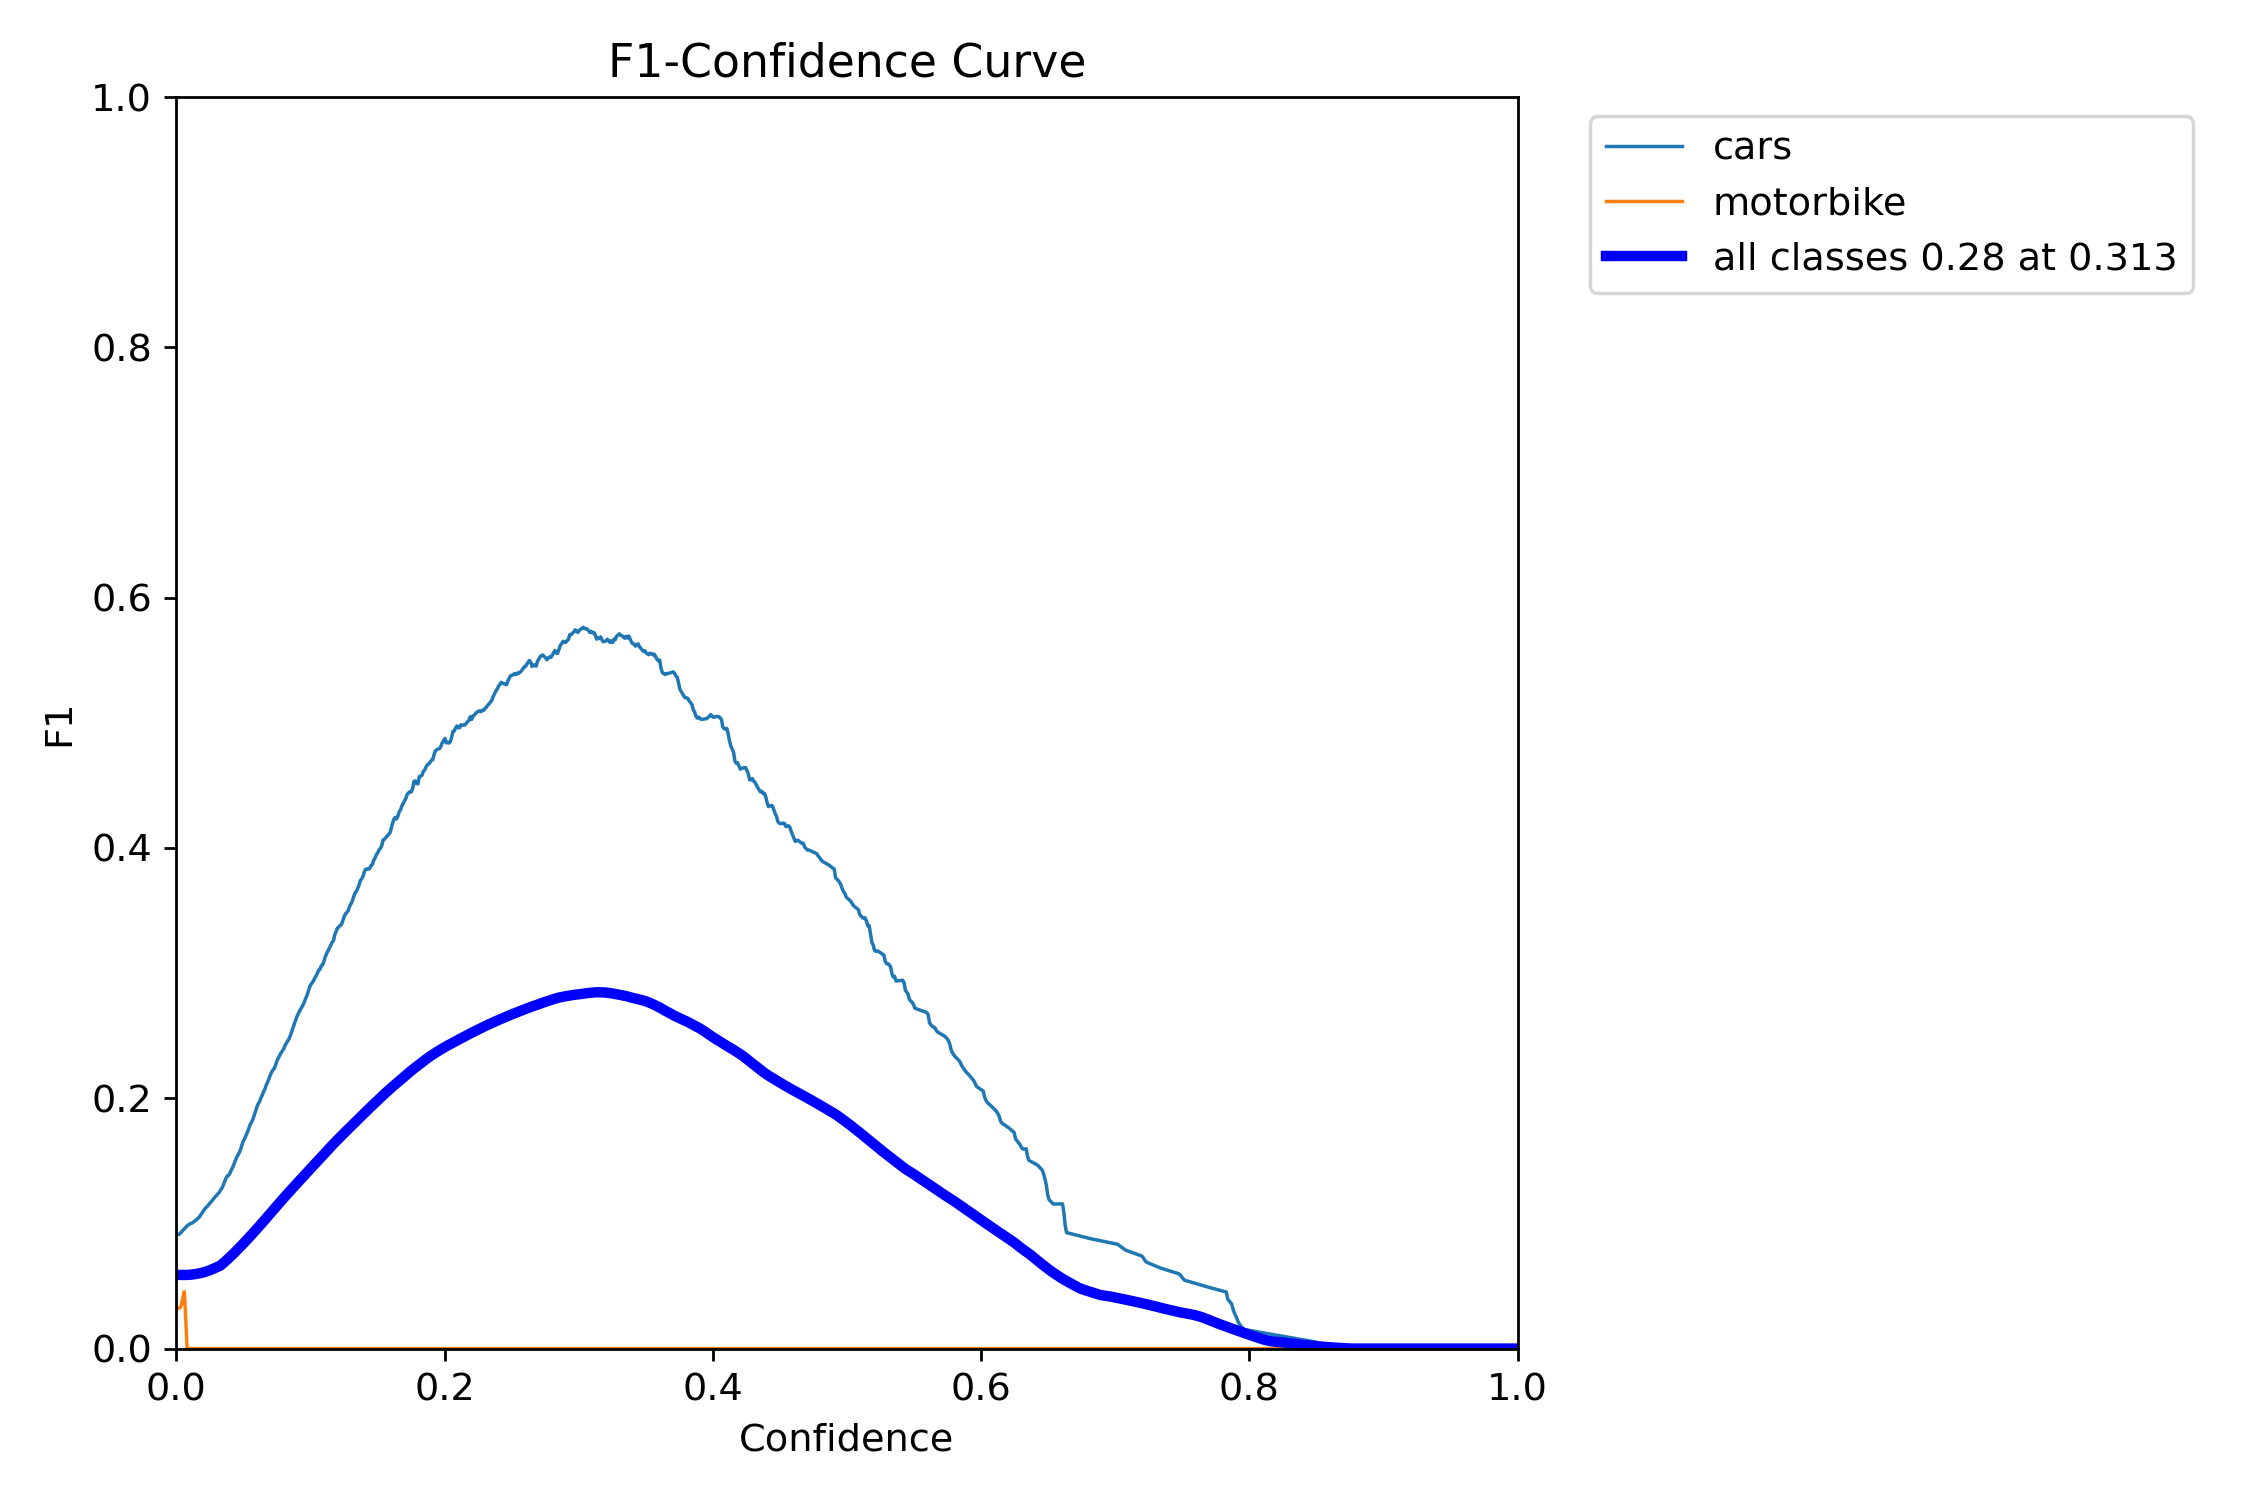 F1-Confidence Curve
1.0
0.8
0.6
0.4
0.2
0.0
F1
0.0 0.2 0.4 0.6 0.8 1.0
Confidence
cars
motorbike
all classes 0.28 at 0.313